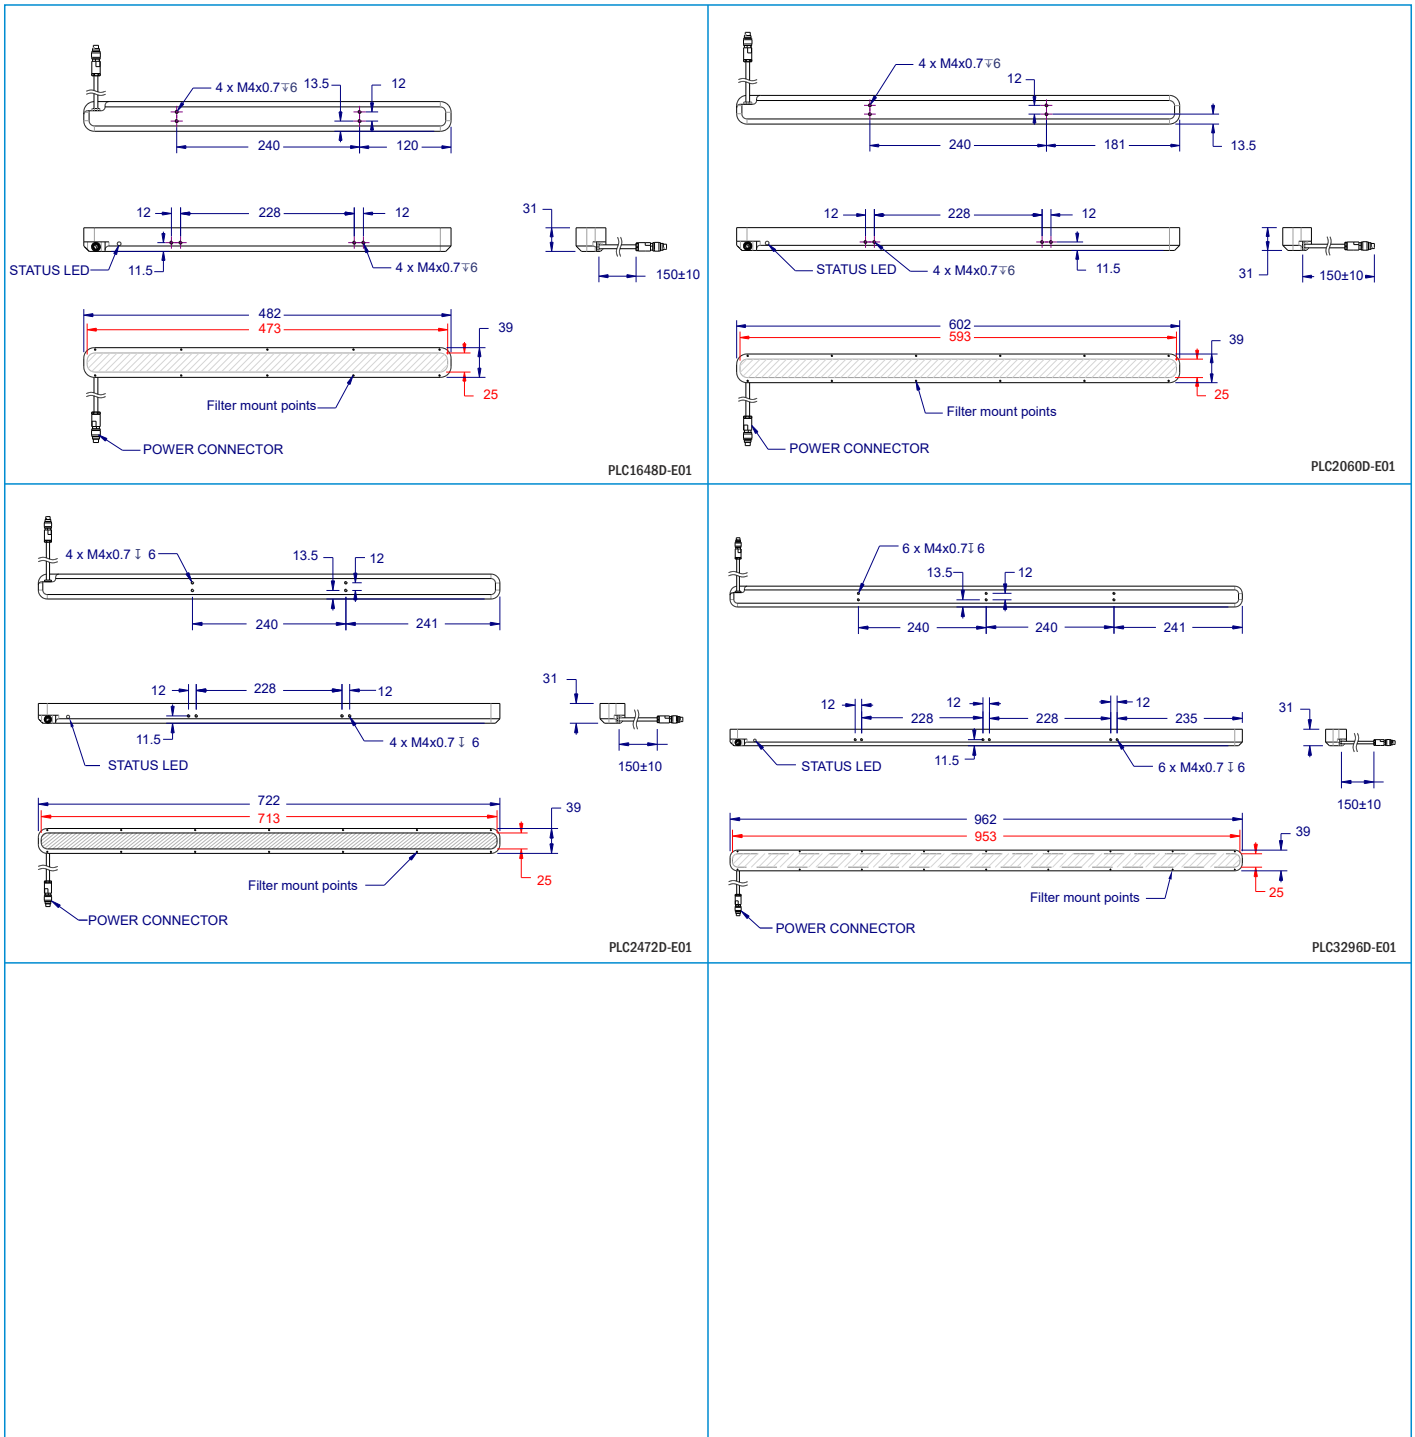 4 x M4x0.7↧6
13.5
12
240
120
12
228
12
31
STATUS LED
11.5
4 x M4x0.7↧6
150±10
482
473
39
25
Filter mount points
POWER CONNECTOR
PLC1648D-E01
4 x M4x0.7↧6
12
240
181
13.5
12
228
12
STATUS LED
4 x M4x0.7↧6
11.5
31
150±10
602
593
39
25
Filter mount points
POWER CONNECTOR
PLC2060D-E01
4 x M4x0.7 ↧ 6
13.5
12
240
241
12
228
12
31
11.5
4 x M4x0.7 ↧ 6
STATUS LED
150±10
722
713
39
25
Filter mount points
POWER CONNECTOR
PLC2472D-E01
6 x M4x0.7↧ 6
13.5
12
240
240
241
12
12
12
228
228
235
31
STATUS LED
11.5
6 x M4x0.7 ↧ 6
150±10
962
953
39
25
Filter mount points
POWER CONNECTOR
PLC3296D-E01